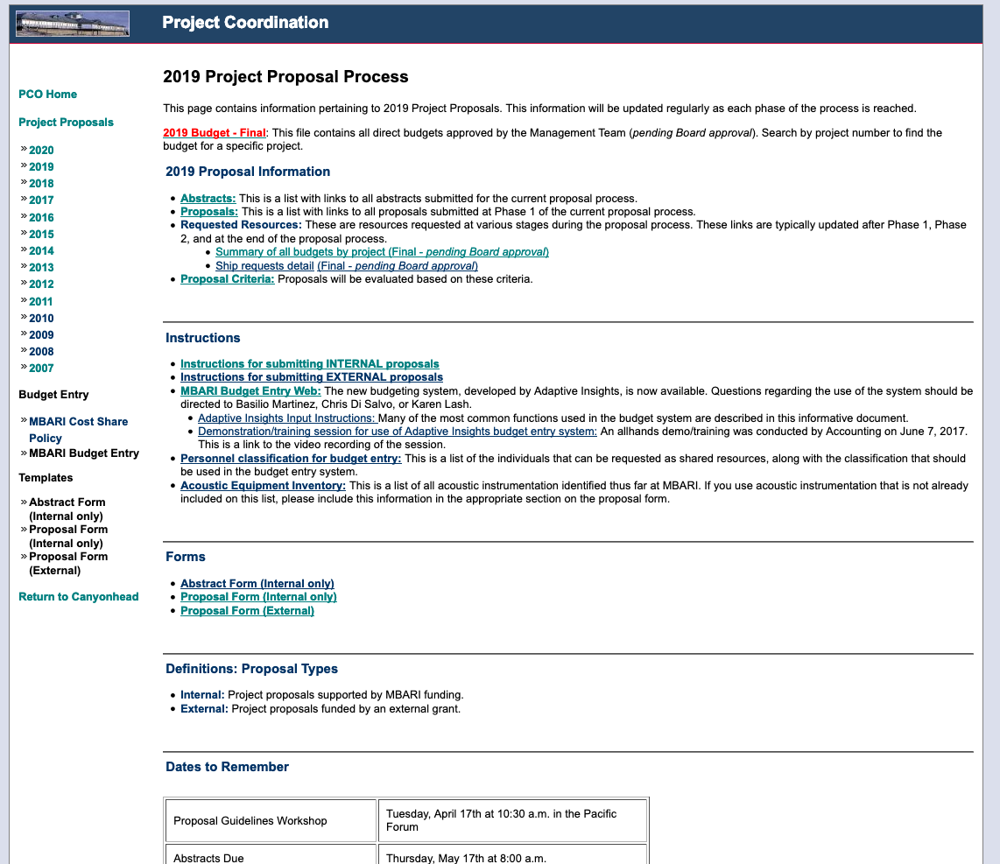 Project Coordination
PCO Home
Project Proposals
» 2020
» 2019
» 2018
» 2017
» 2016
» 2015
» 2014
» 2013
» 2012
» 2011
» 2010
» 2009
» 2008
» 2007
Budget Entry
» MBARI Cost Share
Policy
» MBARI Budget Entry
Templates
» Abstract Form
(Internal only)
» Proposal Form
(Internal only)
» Proposal Form
(External)
Return to Canyonhead
2019 Project Proposal Process
This page contains information pertaining to 2019 Project Proposals. This information will be updated regularly as each phase of the process is reached.
2019 Budget - Final: This file contains all direct budgets approved by the Management Team (pending Board approval). Search by project number to find the
budget for a specific project.
2019 Proposal Information
• Abstracts: This is a list with links to all abstracts submitted for the current proposal process.
• Proposals: This is a list with links to all proposals submitted at Phase 1 of the current proposal process.
• Requested Resources: These are resources requested at various stages during the proposal process. These links are typically updated after Phase 1, Phase
2, and at the end of the proposal process.
• Summary of all budgets by project (Final - pending Board approval)
• Ship requests detail (Final - pending Board approval)
• Proposal Criteria: Proposals will be evaluated based on these criteria.
Instructions
• Instructions for submitting INTERNAL proposals
• Instructions for submitting EXTERNAL proposals
• MBARI Budget Entry Web: The new budgeting system, developed by Adaptive Insights, is now available. Questions regarding the use of the system should be
directed to Basilio Martinez, Chris Di Salvo, or Karen Lash.
• Adaptive Insights Input Instructions: Many of the most common functions used in the budget system are described in this informative document.
• Demonstration/training session for use of Adaptive Insights budget entry system: An allhands demo/training was conducted by Accounting on June 7, 2017.
This is a link to the video recording of the session.
• Personnel classification for budget entry: This is a list of the individuals that can be requested as shared resources, along with the classification that should
be used in the budget entry system.
• Acoustic Equipment Inventory: This is a list of all acoustic instrumentation identified thus far at MBARI. If you use acoustic instrumentation that is not already
included on this list, please include this information in the appropriate section on the proposal form.
Forms
• Abstract Form (Internal only)
• Proposal Form (Internal only)
• Proposal Form (External)
Definitions: Proposal Types
• Internal: Project proposals supported by MBARI funding.
• External: Project proposals funded by an external grant.
Dates to Remember
Proposal Guidelines Workshop
Tuesday, April 17th at 10:30 a.m. in the Pacific
Forum
Abstracts Due
Thursday, May 17th at 8:00 a.m.